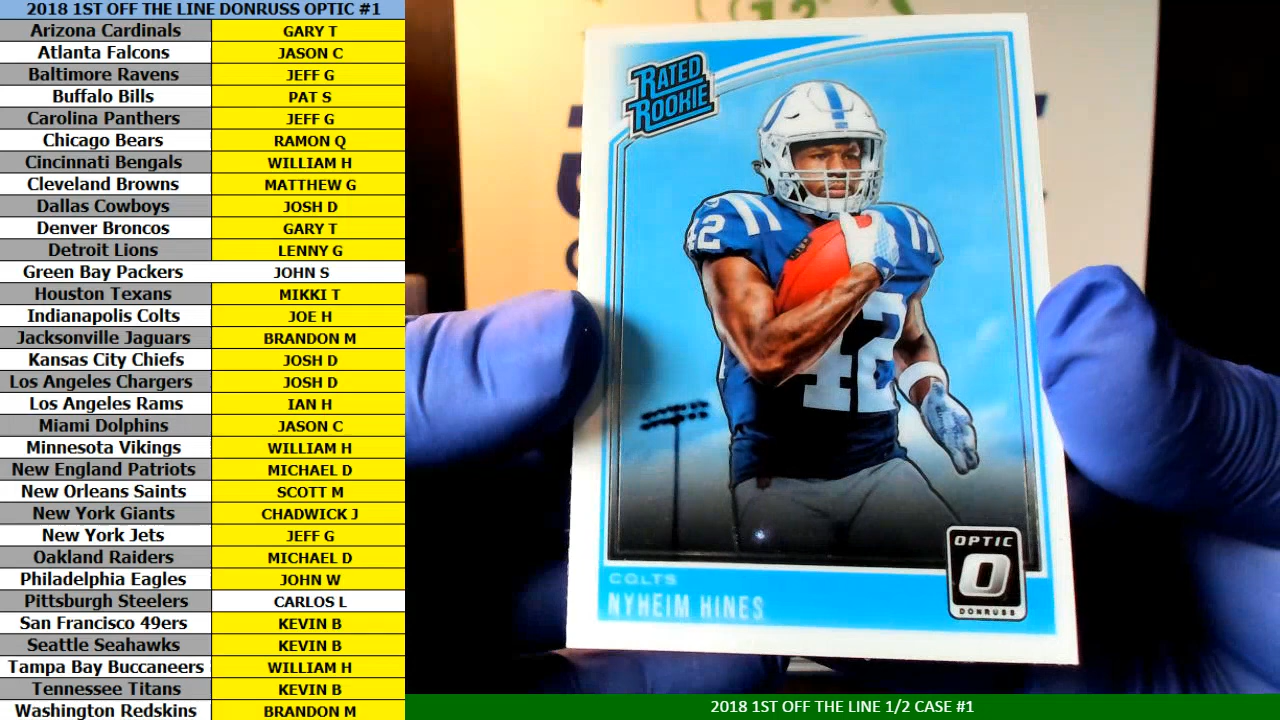 2018 1ST OFF THE LINE DONRUSS OPTIC #1
Arizona Cardinals GARY T
Atlanta Falcons JASON C
Baltimore Ravens JEFF G
Buffalo Bills PAT S
Carolina Panthers JEFF G
Chicago Bears RAMON Q
Cincinnati Bengals WILLIAM H
Cleveland Browns MATTHEW G
Dallas Cowboys JOSH D
Denver Broncos GARY T
Detroit Lions LENNY G
Green Bay Packers JOHN S
Houston Texans MIKKI T
Indianapolis Colts JOE H
Jacksonville Jaguars BRANDON M
Kansas City Chiefs JOSH D
Los Angeles Chargers JOSH D
Los Angeles Rams IAN H
Miami Dolphins JASON C
Minnesota Vikings WILLIAM H
New England Patriots MICHAEL D
New Orleans Saints SCOTT M
New York Giants CHADWICK J
New York Jets JEFF G
Oakland Raiders MICHAEL D
Philadelphia Eagles JOHN W
Pittsburgh Steelers CARLOS L
San Francisco 49ers KEVIN B
Seattle Seahawks KEVIN B
Tampa Bay Buccaneers WILLIAM H
Tennessee Titans KEVIN B
Washington Redskins BRANDON M
RATED
ROOKIE
42
42
OPTIC
O
DONRUSS
COLTS
NYHEIM HINES
2018 1ST OFF THE LINE 1/2 CASE #1